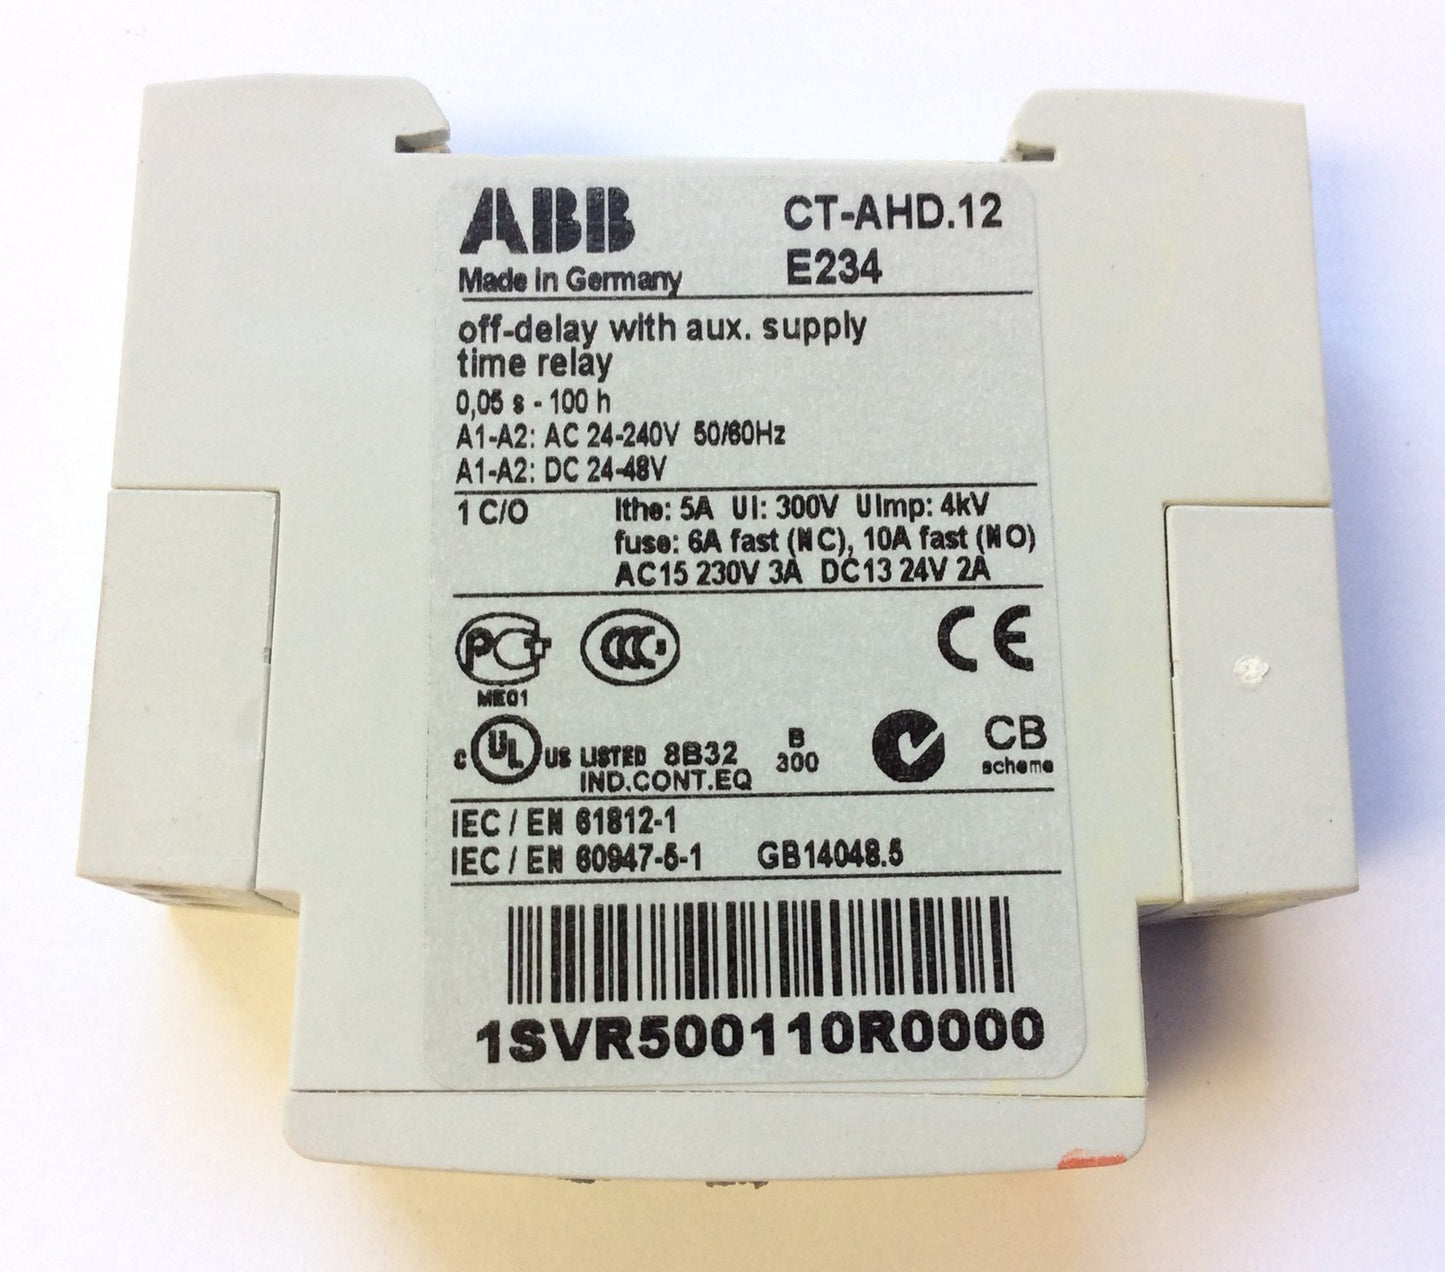 ABB
CT-AHD.12
Made in Germany
E234
off-delay with aux. supply
time relay
0,05 s - 100 h
A1-A2: AC 24-240V 50/60Hz
A1-A2: DC 24-48V
1 C/O
Ithe: 5A UI: 300V UImp: 4kV
fuse: 6A fast (NC), 10A fast (NO)
AC15 230V 3A DC13 24V 2A
PCT
CCC
CE
ME01
C UL US LISTED 8B32
IND.CONT.EQ
B
300
CB
scheme
IEC / EN 61812-1
IEC / EN 60947-5-1 GB14048.5
1SVR500110R0000